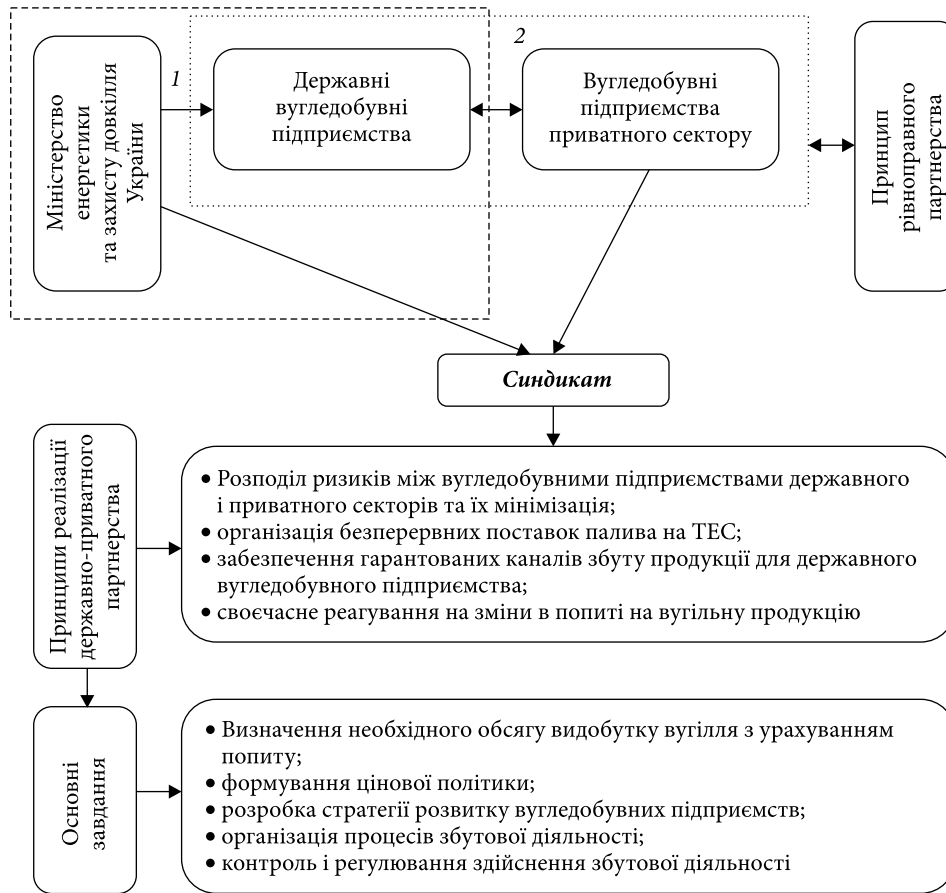 Міністерство
енергетики
та захисту довкілля
України
1
Державні
вугледобувні
підприємства
2
Вугледобувні
підприємства
приватного сектору
Принцип
рівноправного
партнерства
Синдикат
Принципи реалізації
державно-приватного
партнерства
• Розподіл ризиків між вугледобувними підприємствами державного
і приватного секторів та їх мінімізація;
• організація безперервних поставок палива на ТЕС;
• забезпечення гарантованих каналів збуту продукції для державного
вугледобувного підприємства;
• своєчасне реагування на зміни в попиті на вугільну продукцію
Основні
завдання
• Визначення необхідного обсягу видобутку вугілля з урахуванням
попиту;
• формування цінової політики;
• розробка стратегії розвитку вугледобувних підприємств;
• організація процесів збутової діяльності;
• контроль і регулювання здійснення збутової діяльності